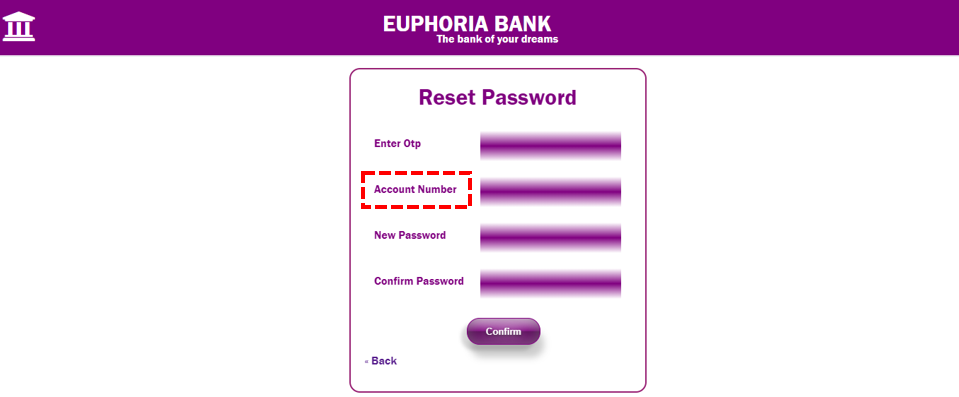 EUPHORIA BANK
The bank of your dreams
Reset Password
Enter Otp
Account Number
New Password
Confirm Password
Confirm
Back